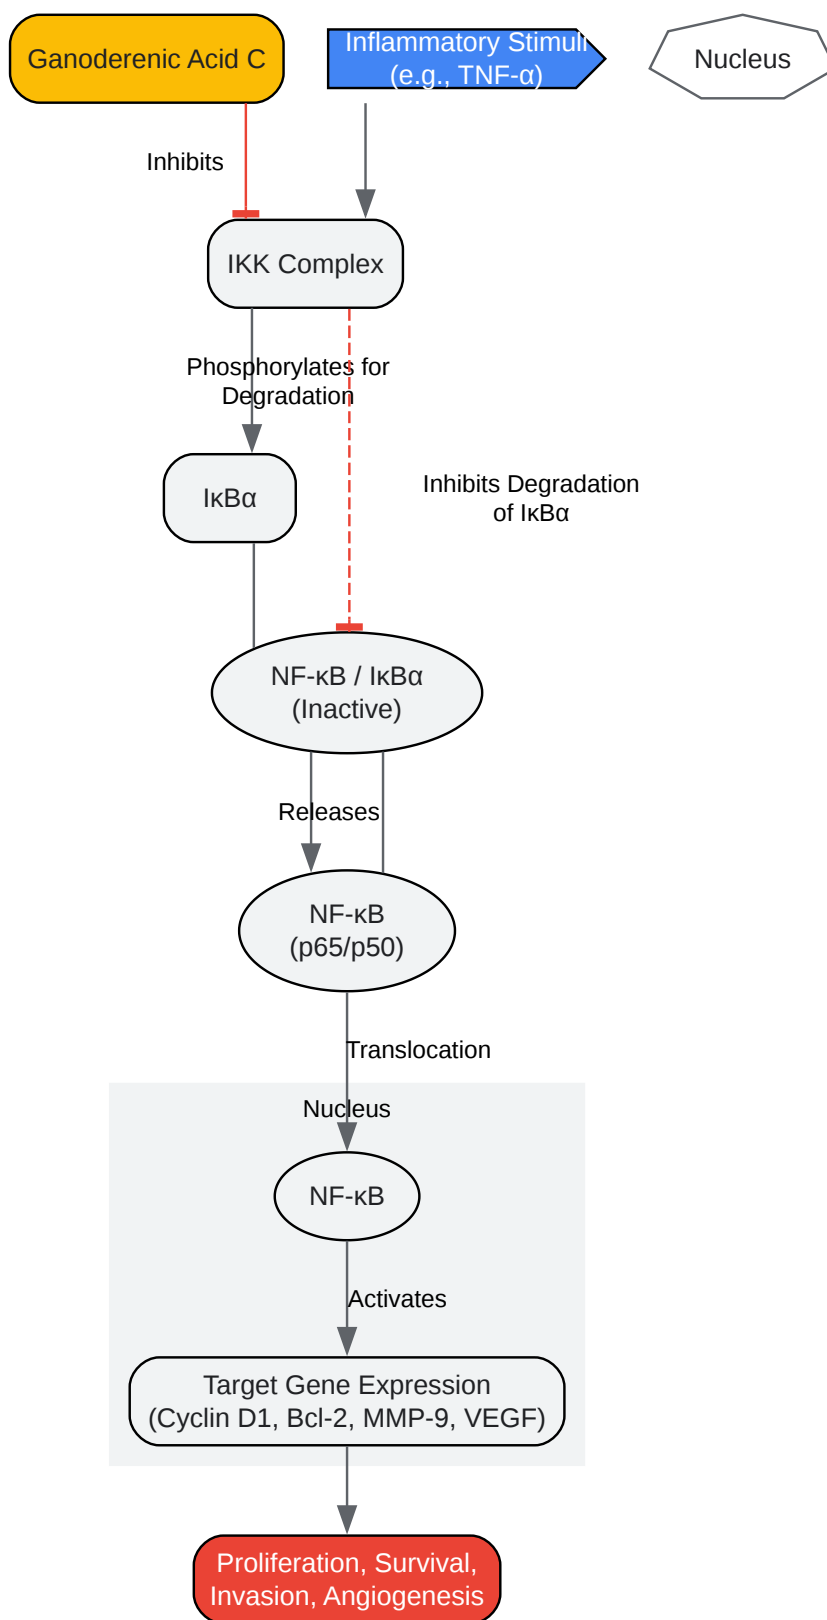 Ganoderenic Acid C
Inflammatory Stimuli
(e.g., TNF-α)
Nucleus
Inhibits
IKK Complex
Phosphorylates for
Degradation
IκBα
Inhibits Degradation
of IκBα
NF-κB / IκBα
(Inactive)
Releases
NF-κB
(p65/p50)
Translocation
Nucleus
NF-κB
Activates
Target Gene Expression
(Cyclin D1, Bcl-2, MMP-9, VEGF)
Proliferation, Survival,
Invasion, Angiogenesis